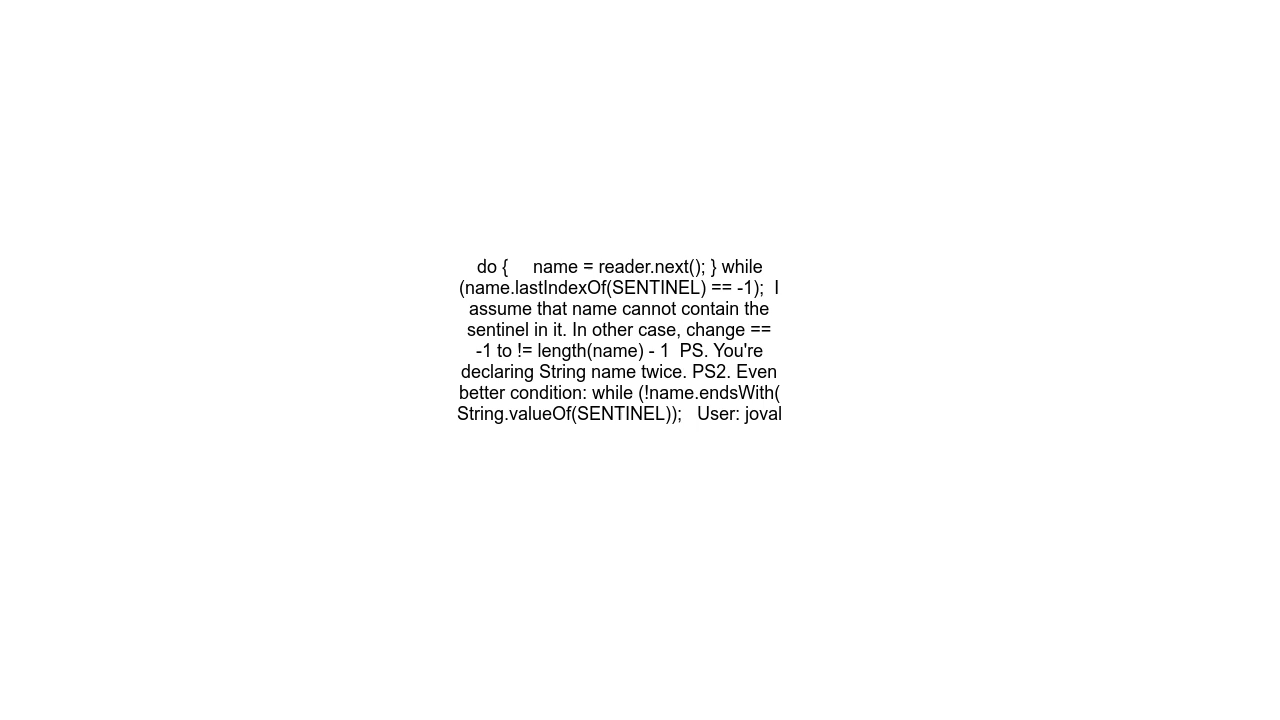 do {     name = reader.next(); } while
(name.lastIndexOf(SENTINEL) == -1);  I
assume that name cannot contain the
sentinel in it. In other case, change ==
-1 to != length(name) - 1  PS. You're
declaring String name twice. PS2. Even
better condition: while (!name.endsWith(
String.valueOf(SENTINEL));   User: joval